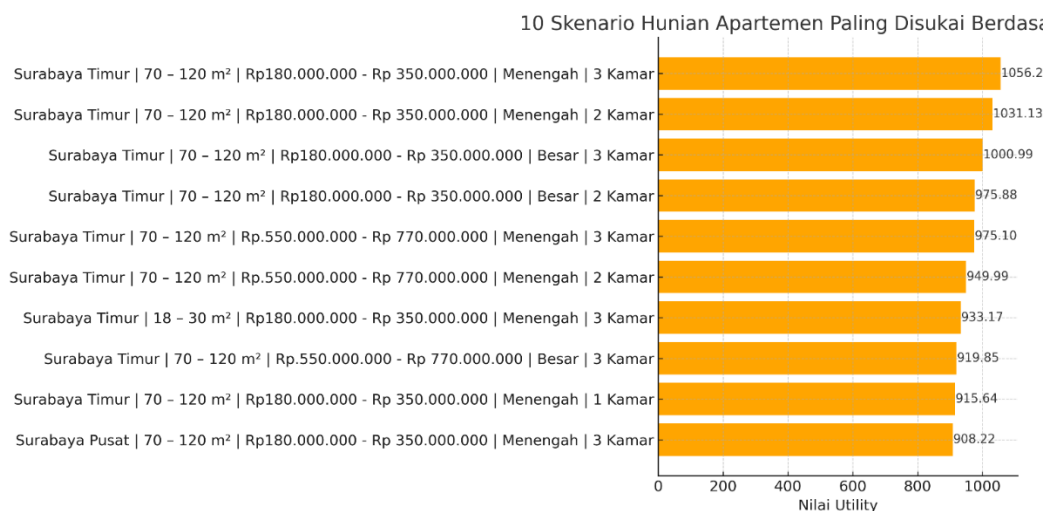 10 Skenario Hunian Apartemen Paling Disukai
Surabaya Timur | 70 – 120 m² | Rp180.000.000 - Rp 350.000.000 | Menengah | 3 Kamar 1056.2
Surabaya Timur | 70 – 120 m² | Rp180.000.000 - Rp 350.000.000 | Menengah | 2 Kamar 1031.13
Surabaya Timur | 70 – 120 m² | Rp180.000.000 - Rp 350.000.000 | Besar | 3 Kamar 1000.99
Surabaya Timur | 70 – 120 m² | Rp180.000.000 - Rp 350.000.000 | Besar | 2 Kamar 975.88
Surabaya Timur | 70 – 120 m² | Rp.550.000.000 - Rp 770.000.000 | Menengah | 3 Kamar 975.10
Surabaya Timur | 70 – 120 m² | Rp.550.000.000 - Rp 770.000.000 | Menengah | 2 Kamar 949.99
Surabaya Timur | 18 – 30 m² | Rp180.000.000 - Rp 350.000.000 | Menengah | 3 Kamar 933.17
Surabaya Timur | 70 – 120 m² | Rp.550.000.000 - Rp 770.000.000 | Besar | 3 Kamar 919.85
Surabaya Timur | 70 – 120 m² | Rp180.000.000 - Rp 350.000.000 | Menengah | 1 Kamar 915.64
Surabaya Pusat | 70 – 120 m² | Rp180.000.000 - Rp 350.000.000 | Menengah | 3 Kamar 908.22
0 200 400 600 800 1000
Nilai Utility